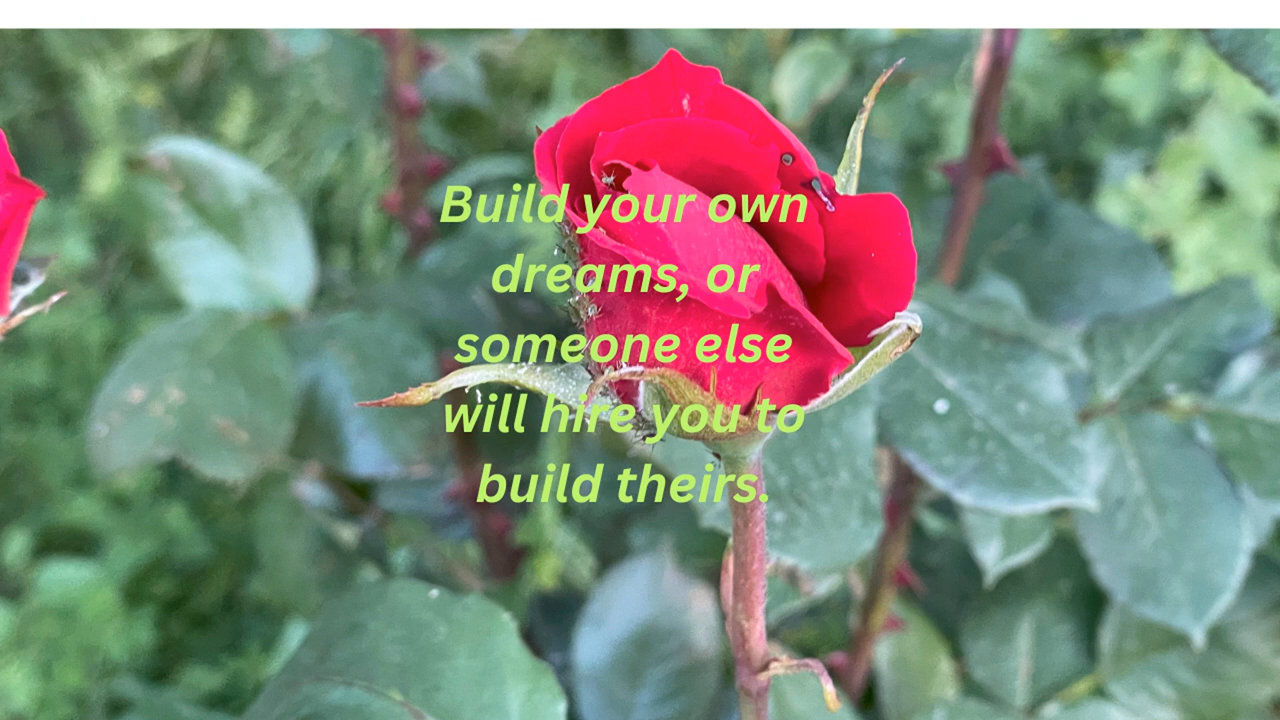 Build your own
dreams, or
someone else
will hire you to
build theirs.